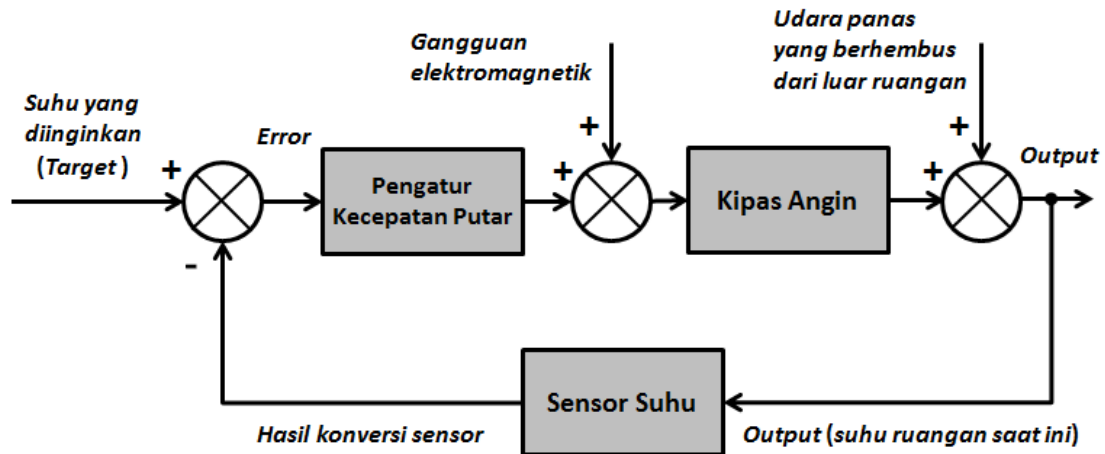 Gangguan
elektromagnetik
Udara panas
yang berhembus
dari luar ruangan
Suhu yang
diinginkan
(Target )
+
Error
+
+
+
+
Output
Pengatur
Kecepatan Putar
Kipas Angin
-
Sensor Suhu
Hasil konversi sensor
Output (suhu ruangan saat ini)